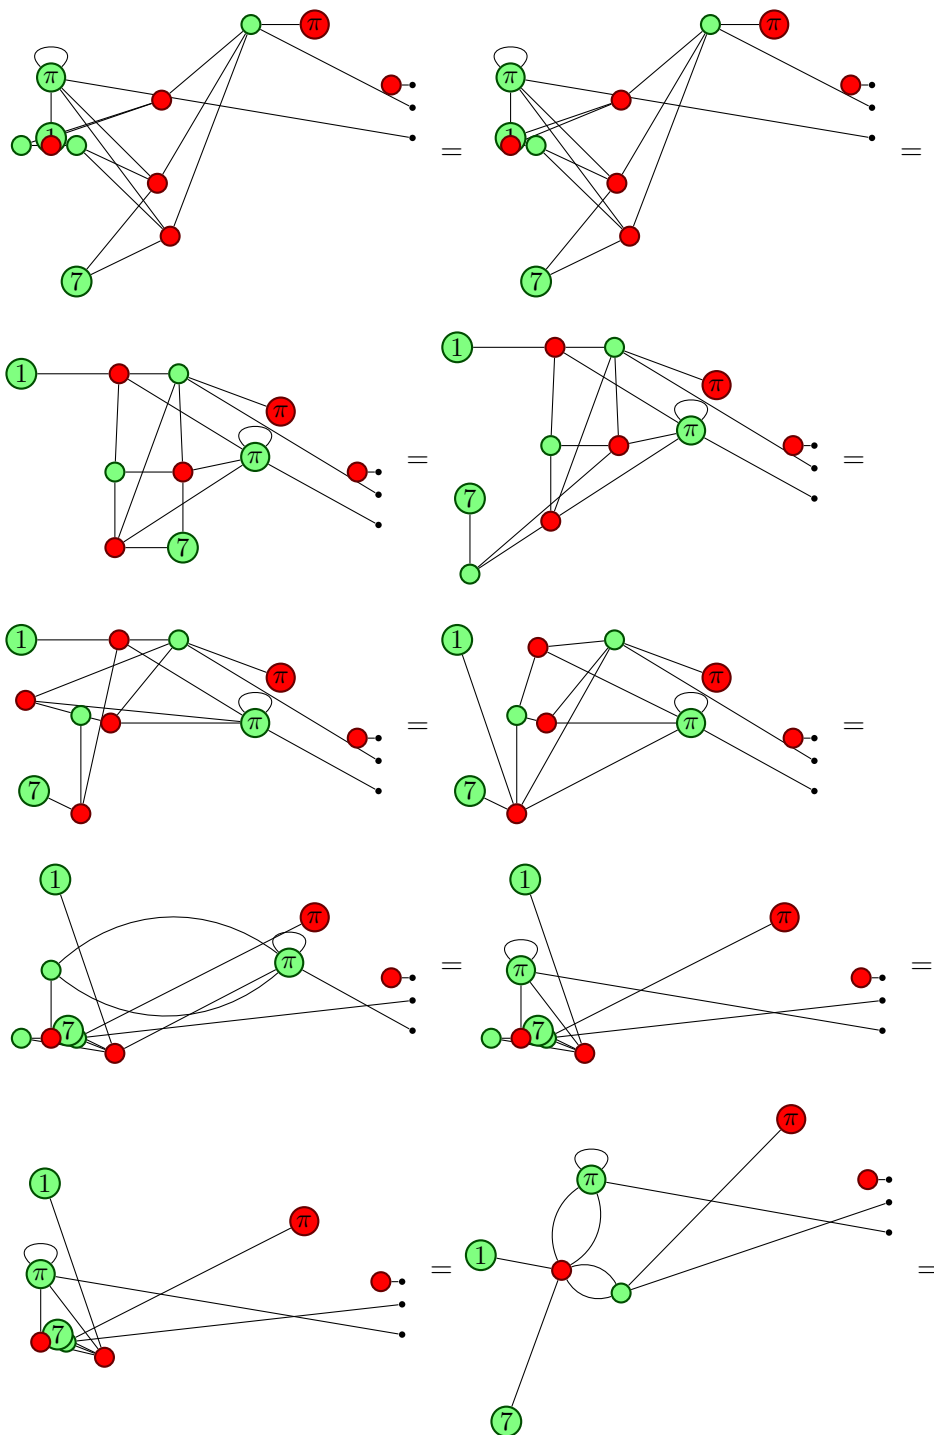 π π
π π
1 = 1 =
7 7
1 1
π π
π = π =
7 7
1 1
π π
π = π =
7 7
1 1
π π
π = π =
7 7
π
1 π
π π
= 1 =
7
7